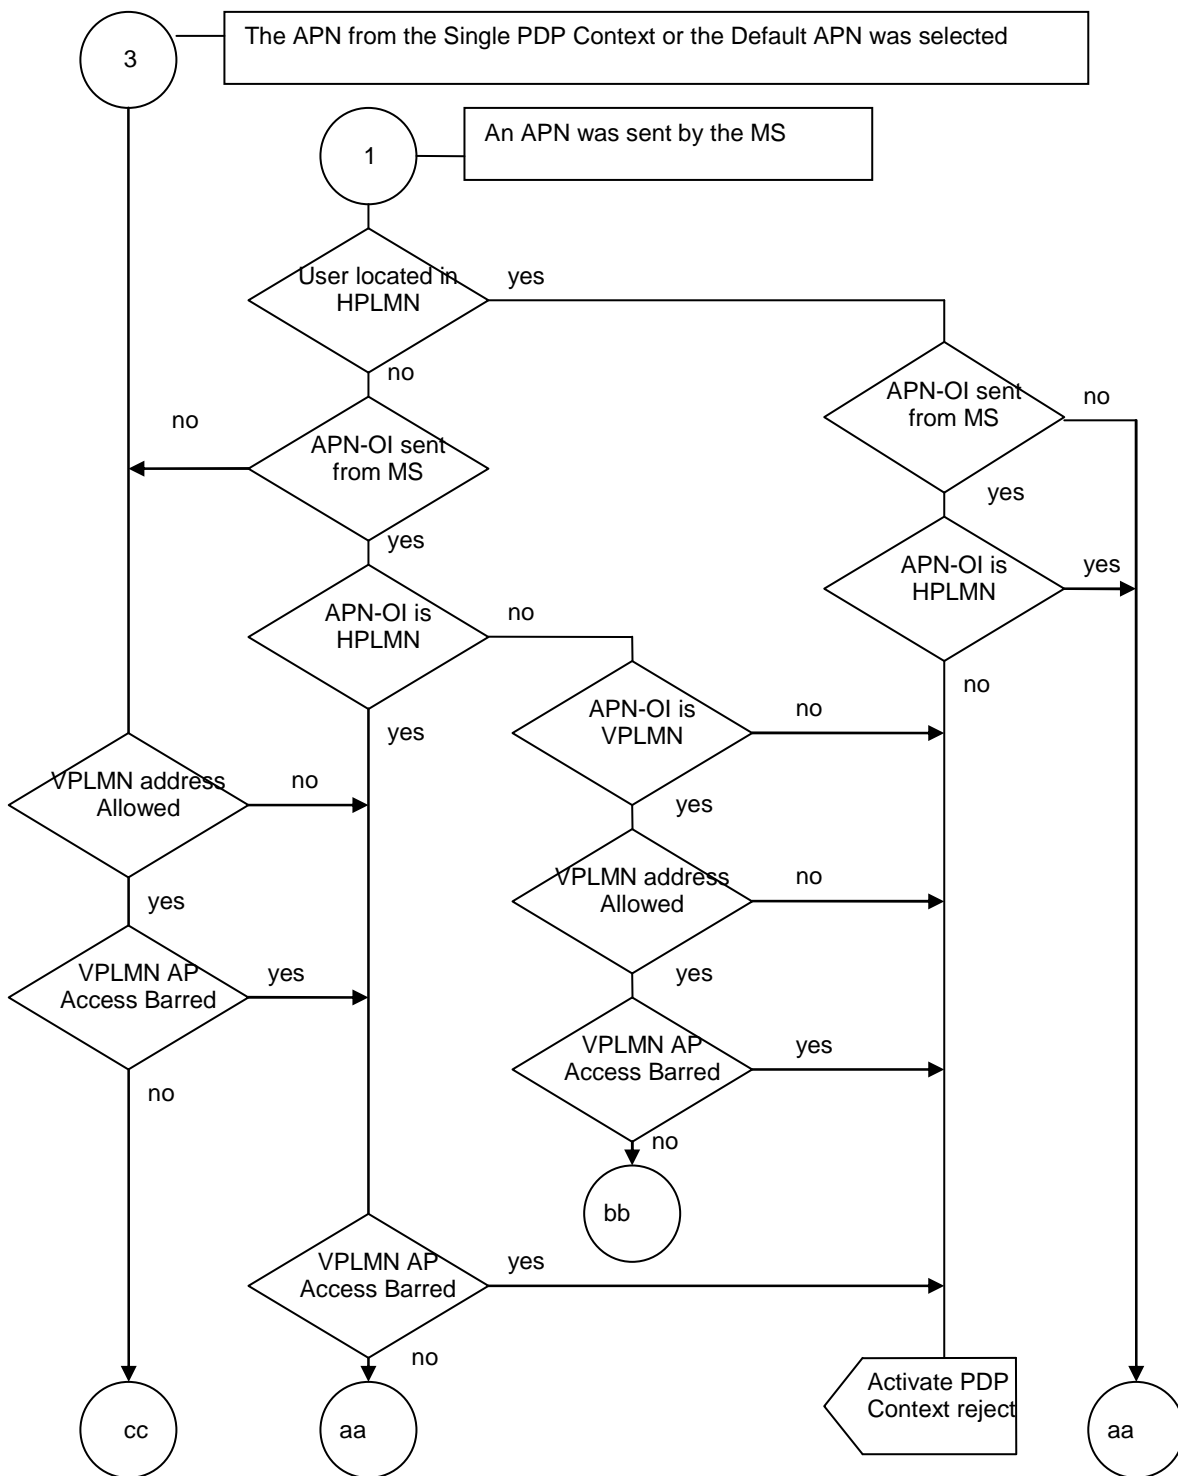 3
The APN from the Single PDP Context or the Default APN was selected
1
An APN was sent by the MS
User located in
HPLMN
yes
no
APN-OI sent
from MS
no
no
APN-OI sent
from MS
yes
yes
APN-OI is
HPLMN
yes
APN-OI is
HPLMN
no
no
APN-OI is
VPLMN
no
yes
VPLMN address
Allowed
no
yes
VPLMN address
Allowed
no
yes
VPLMN AP
Access Barred
yes
yes
VPLMN AP
Access Barred
yes
no
no
bb
VPLMN AP
Access Barred
yes
no
Activate PDP
Context reject
cc
aa
aa